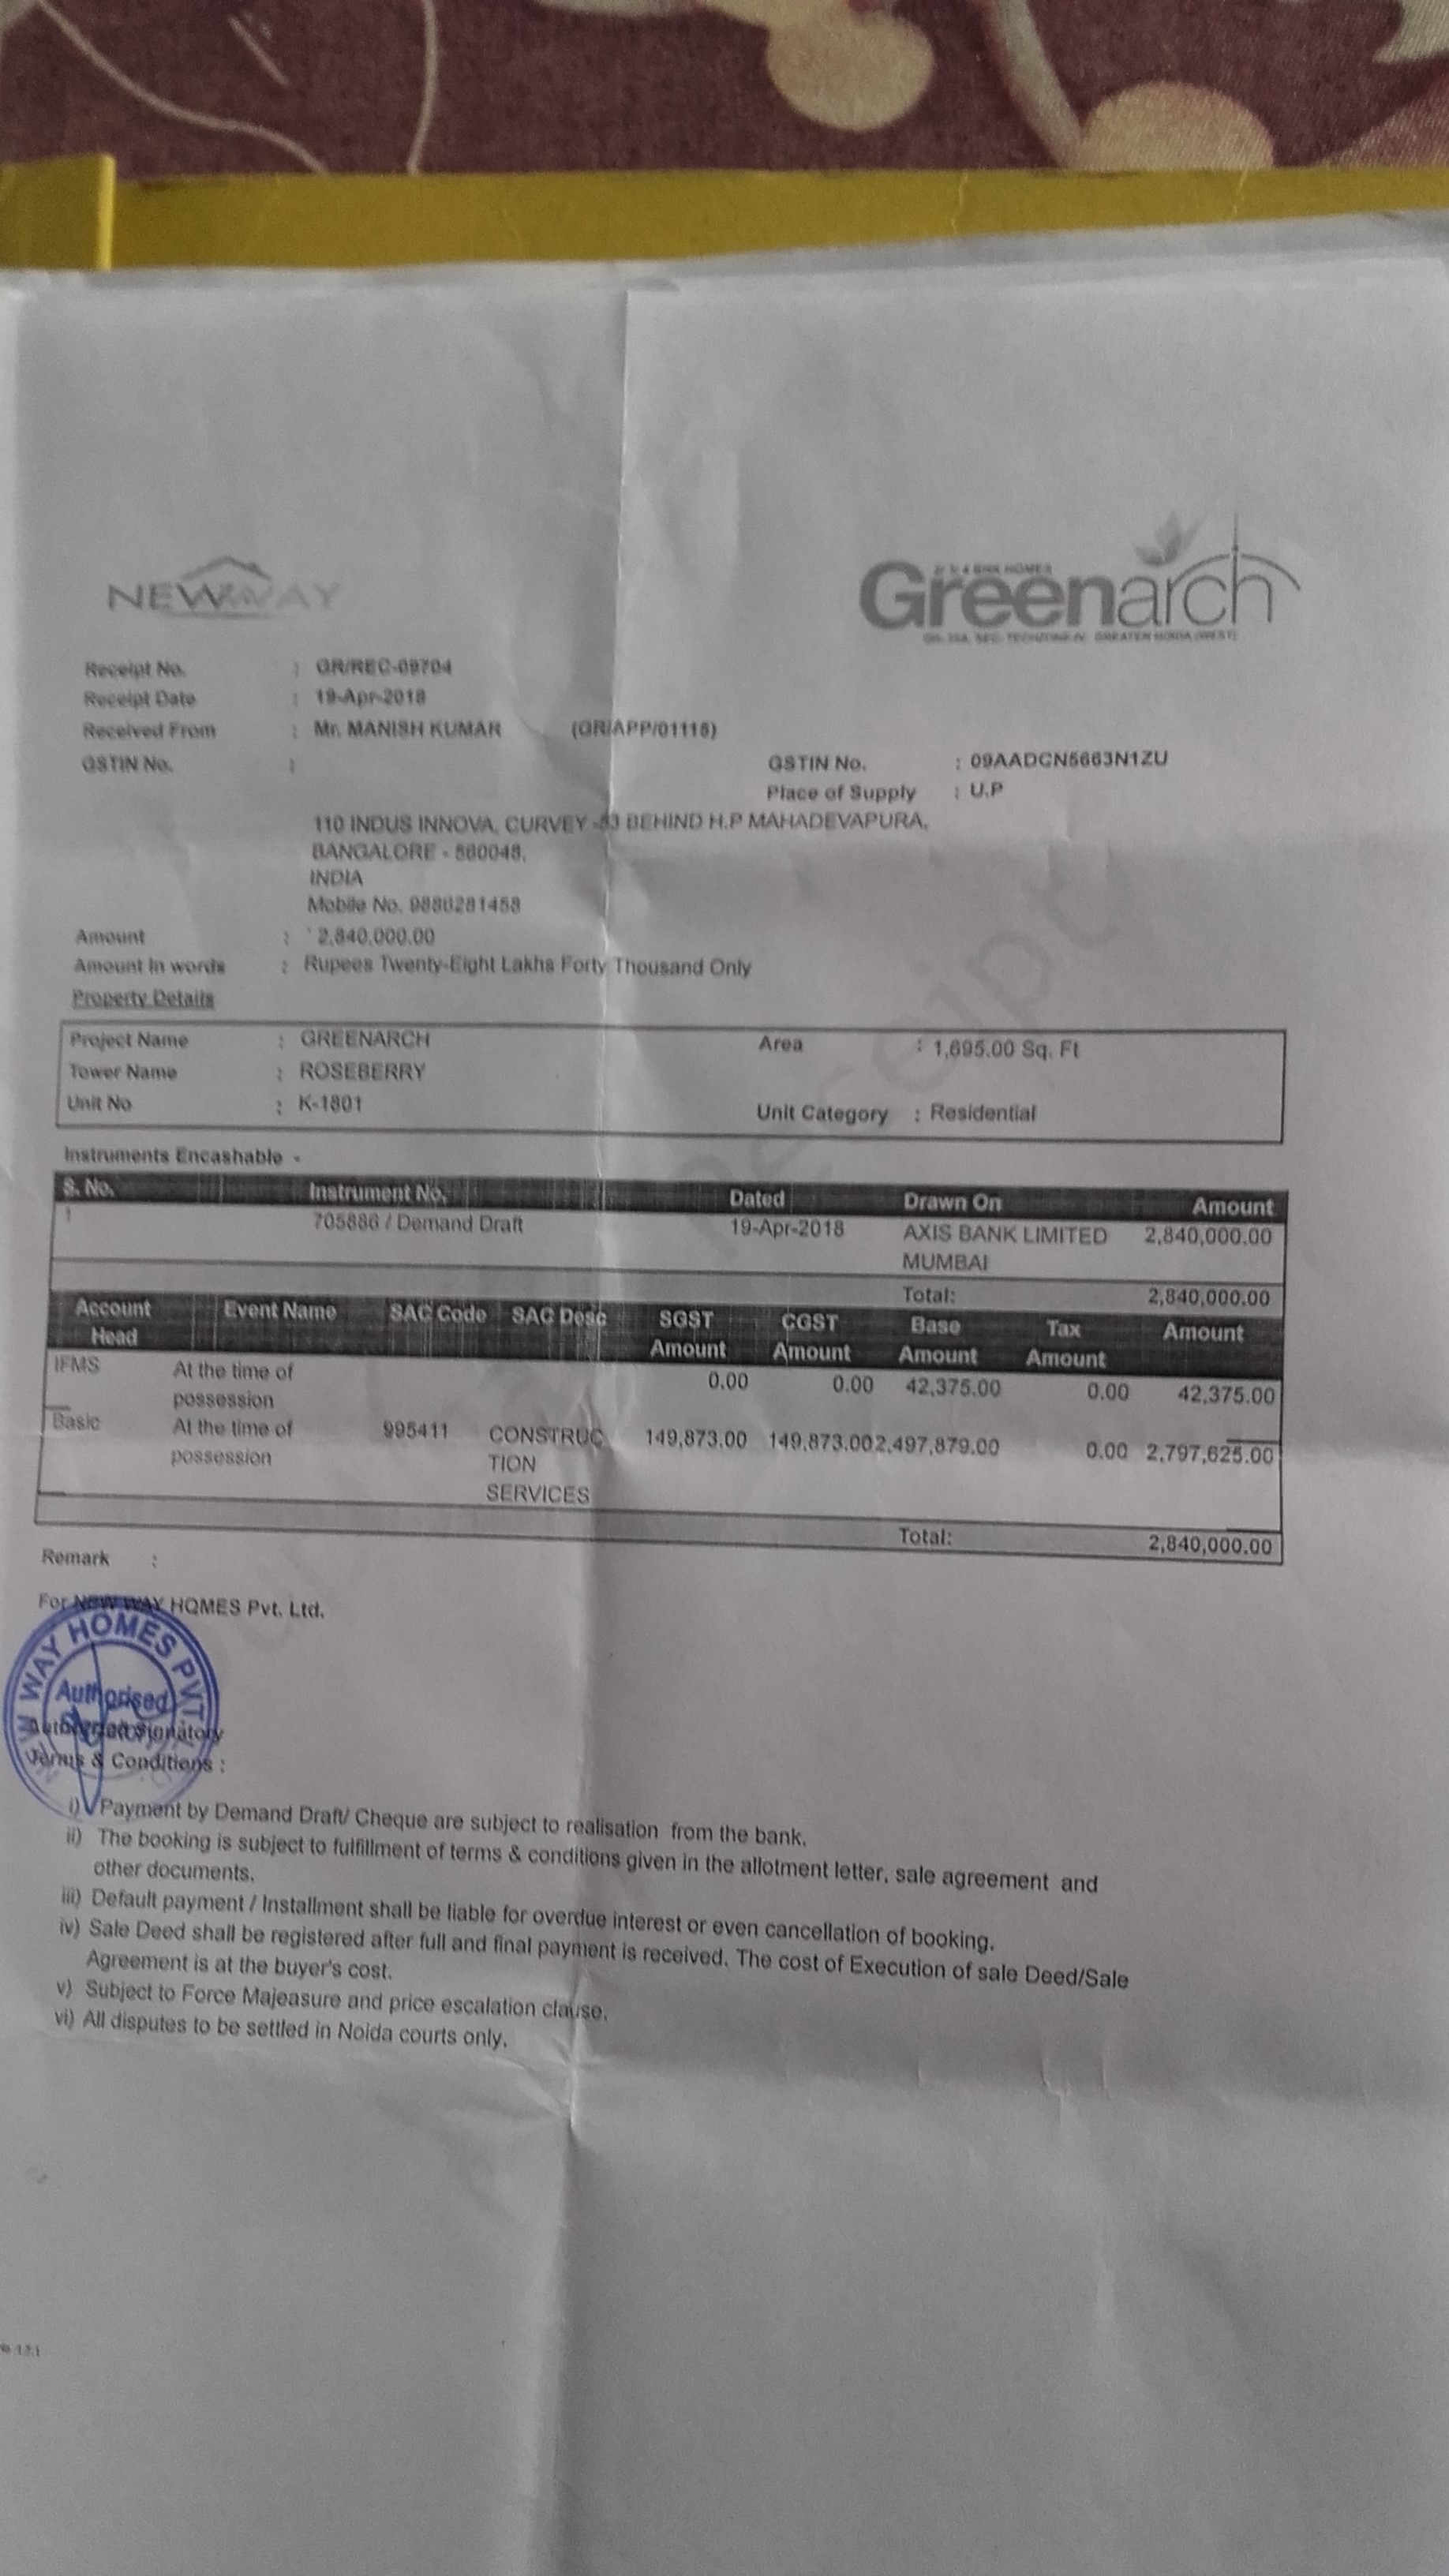 NEWWAY
2/ 3/ 4 BHK HOMES
Greenarch
GREATER NOIDA (WEST)
Receipt No. : GR/REC-09704
Receipt Date : 19-Apr-2018
Received From : Mr. MANISH KUMAR (GR/APP/01116)
GSTIN No. : GSTIN No. : 09AADCN5663N1ZU
Place of Supply : U.P
110 INDUS INNOVA, CURVEY -53 BEHIND H.P MAHADEVAPURA,
BANGALORE - 560048,
INDIA
Mobile No. 9880281458
Amount : ` 2,840,000.00
Amount In words : Rupees Twenty-Eight Lakhs Forty Thousand Only
Property Details
Project Name : GREENARCH Area : 1,695.00 Sq. Ft
Tower Name : ROSEBERRY
Unit No : K-1801 Unit Category : Residential
Instruments Encashable -
S. No. Instrument No. Dated Drawn On Amount
1 705886 / Demand Draft 19-Apr-2018 AXIS BANK LIMITED 2,840,000.00
MUMBAI
Total: 2,840,000.00
Account Event Name SAC Code SAC Desc SGST CGST Base Tax Amount
Head Amount Amount Amount Amount
IFMS At the time of 0.00 0.00 42,375.00 0.00 42,375.00
possession
Basic At the time of 995411 CONSTRUC 149,873.00 149,873.00 2,497,879.00 0.00 2,797,625.00
possession TION
SERVICES
Total: 2,840,000.00
Remark :
For NEW WAY HOMES Pvt. Ltd.
NEW WAY HOMES PVT.
Authorised
Authorised Signatory
Terms & Conditions :
i) Payment by Demand Draft/ Cheque are subject to realisation from the bank.
ii) The booking is subject to fulfillment of terms & conditions given in the allotment letter, sale agreement and
other documents.
iii) Default payment / Installment shall be liable for overdue interest or even cancellation of booking.
iv) Sale Deed shall be registered after full and final payment is received. The cost of Execution of sale Deed/Sale
Agreement is at the buyer's cost.
v) Subject to Force Majeasure and price escalation clause.
vi) All disputes to be settled in Noida courts only.